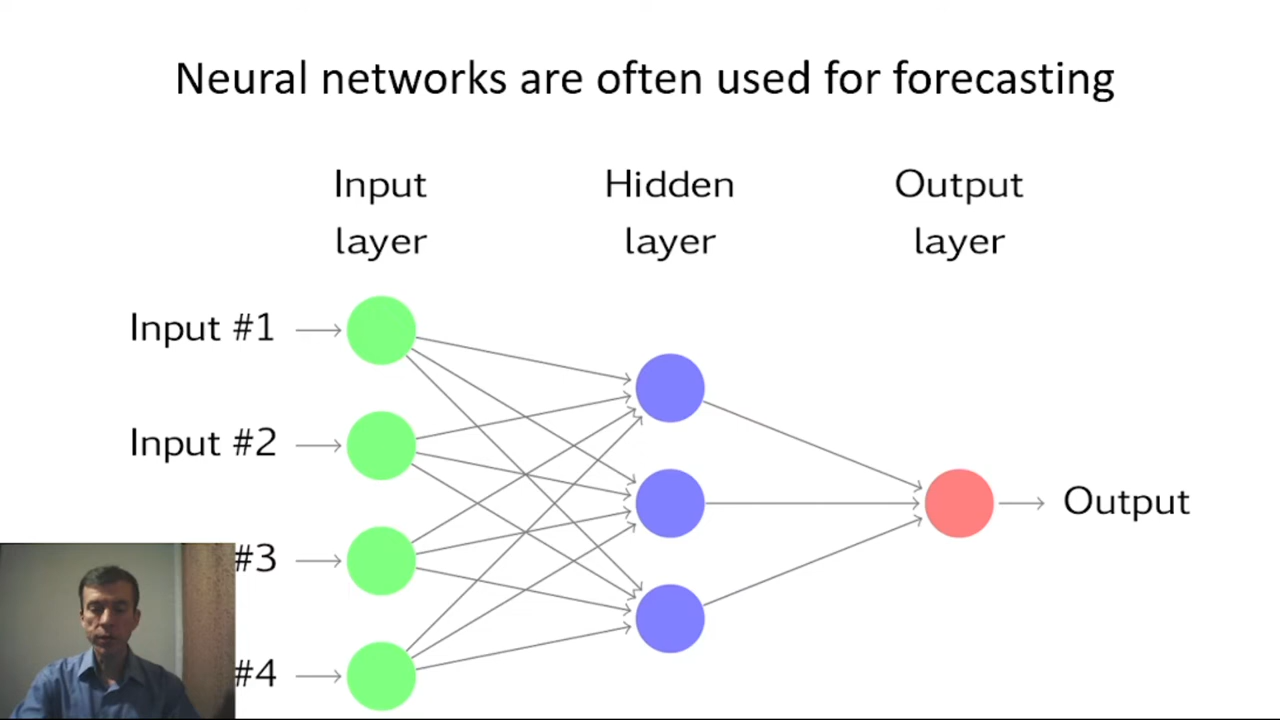 Neural networks are often used for forecasting
Input Hidden Output
layer layer layer
Input #1
Input #2
Output
#3
#4